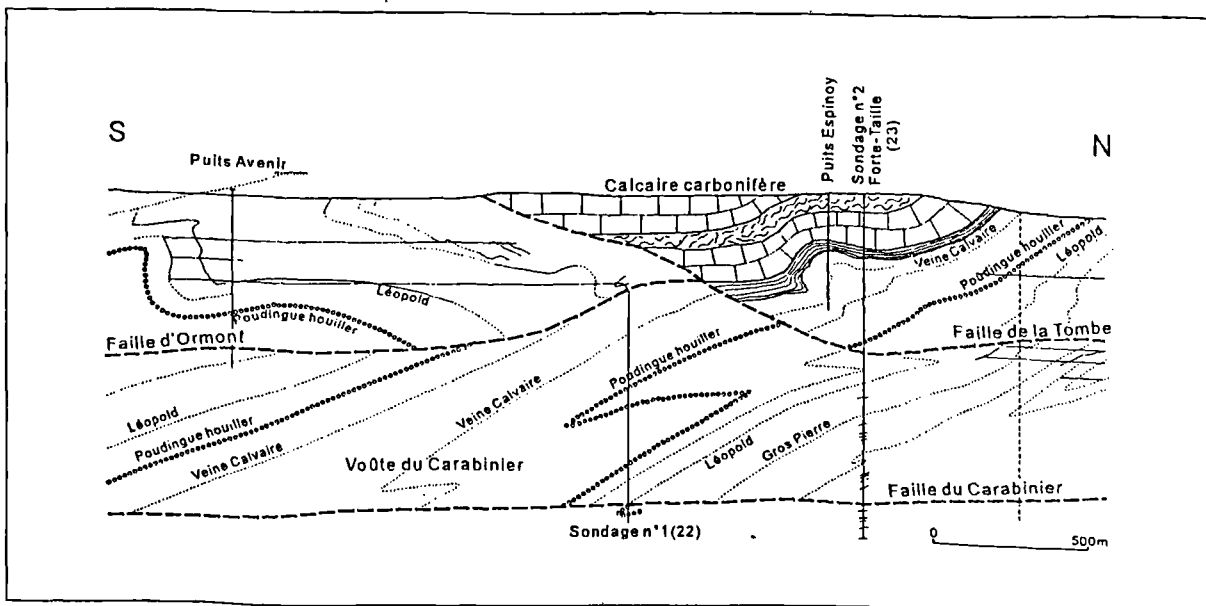 S
N
Puits Avenir
Puits Espinoy
Sondage n°2
Forte-Taille
(23)
Calcaire carbonifère
Veine Calvaire
Poudingue houiller
Léopold
Léopold
Poudingue houiller
Faille d'Ormont
Faille de la Tombe
Poudingue houiller
Veine Calvaire
Léopold
Poudingue houiller
Veine Calvaire
Voûte du Carabinier
Léopold
Gros Pierre
Faille du Carabinier
Sondage n°1(22)
0
500m